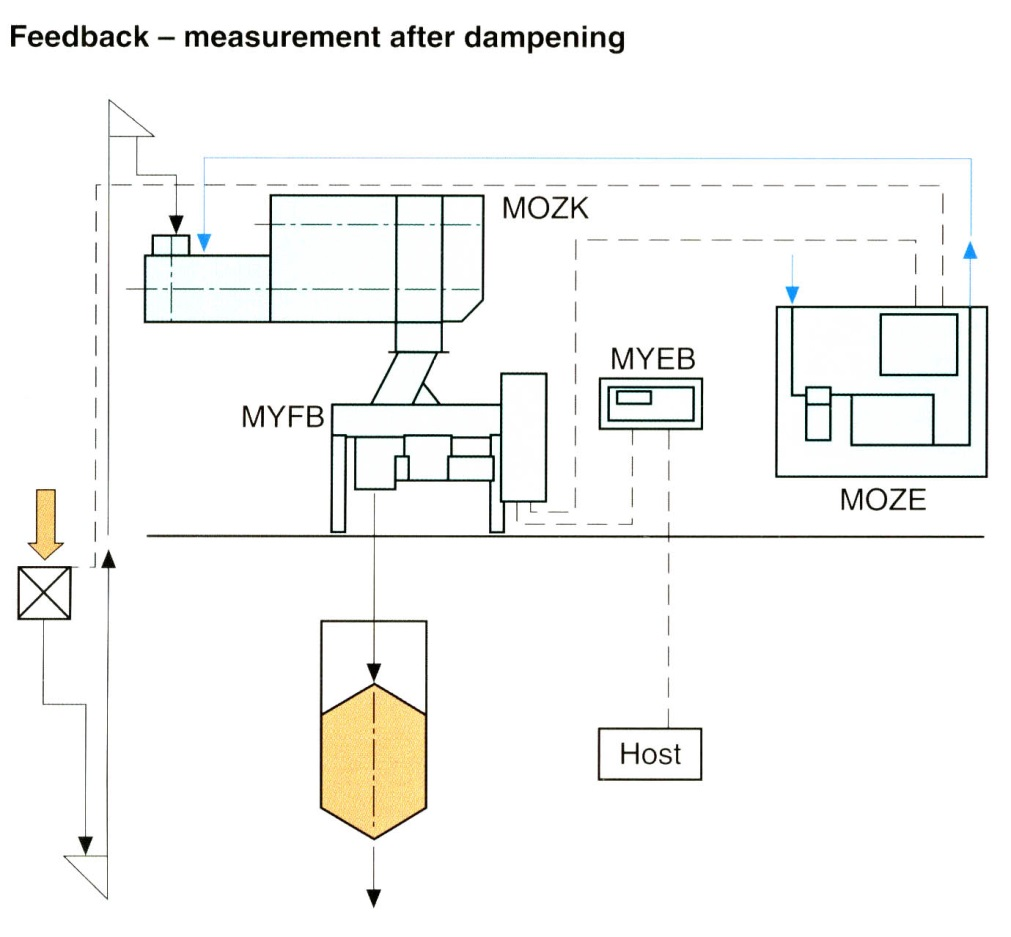 Feedback – measurement after dampening
MOZK
MYEB
MYFB
MOZE
Host